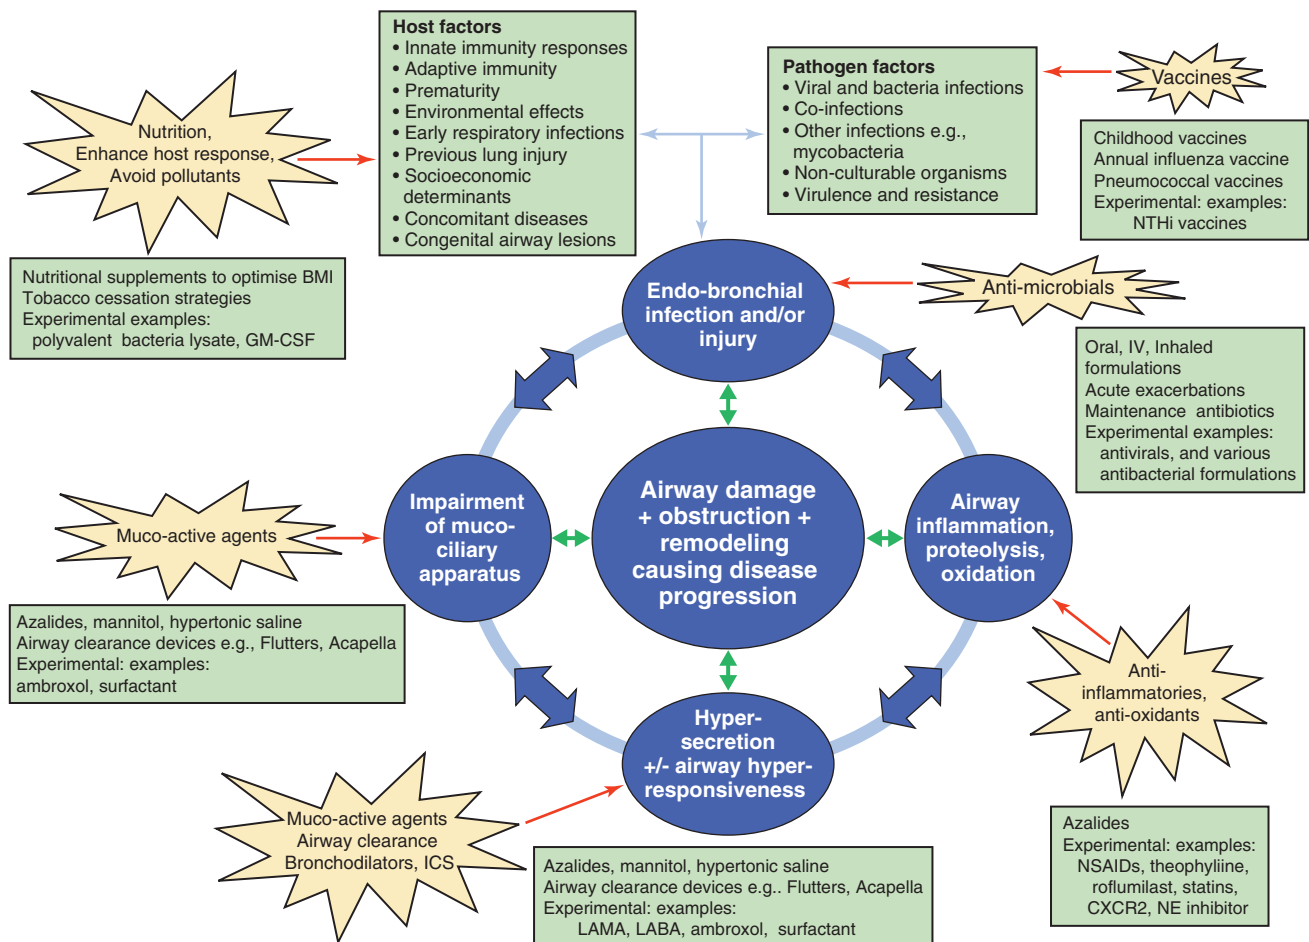 Host factors
• Innate immunity responses
• Adaptive immunity
• Prematurity
• Environmental effects
• Early respiratory infections
• Previous lung injury
• Socioeconomic
determinants
• Concomitant diseases
• Congenital airway lesions
Pathogen factors
• Viral and bacteria infections
• Co-infections
• Other infections e.g.,
mycobacteria
• Non-culturable organisms
• Virulence and resistance
Vaccines
Childhood vaccines
Annual influenza vaccine
Pneumococcal vaccines
Experimental: examples:
NTHi vaccines
Nutrition,
Enhance host response,
Avoid pollutants
Nutritional supplements to optimise BMI
Tobacco cessation strategies
Experimental examples:
polyvalent bacteria lysate, GM-CSF
Endo-bronchial
infection and/or
injury
Anti-microbials
Oral, IV, Inhaled
formulations
Acute exacerbations
Maintenance antibiotics
Experimental examples:
antivirals, and various
antibacterial formulations
Muco-active agents
Impairment
of muco-
ciliary
apparatus
Airway damage
+ obstruction +
remodeling
causing disease
progression
Airway
inflammation,
proteolysis,
oxidation
Azalides, mannitol, hypertonic saline
Airway clearance devices e.g., Flutters, Acapella
Experimental: examples:
ambroxol, surfactant
Anti-
inflammatories,
anti-oxidants
Hyper-
secretion
+/- airway hyper-
responsiveness
Muco-active agents
Airway clearance
Bronchodilators, ICS
Azalides, mannitol, hypertonic saline
Airway clearance devices e.g.. Flutters, Acapella
Experimental: examples:
LAMA, LABA, ambroxol, surfactant
Azalides
Experimental: examples:
NSAIDs, theophyliine,
roflumilast, statins,
CXCR2, NE inhibitor